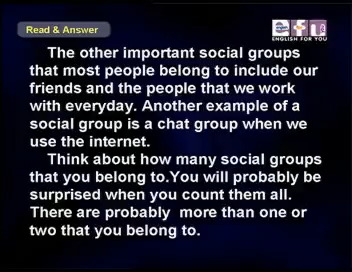 Read & Answer
ENGLISH FOR YOU
The other important social groups
that most people belong to include our
friends and the people that we work
with everyday. Another example of a
social group is a chat group when we
use the internet.
Think about how many social groups
that you belong to.You will probably be
surprised when you count them all.
There are probably more than one or
two that you belong to.